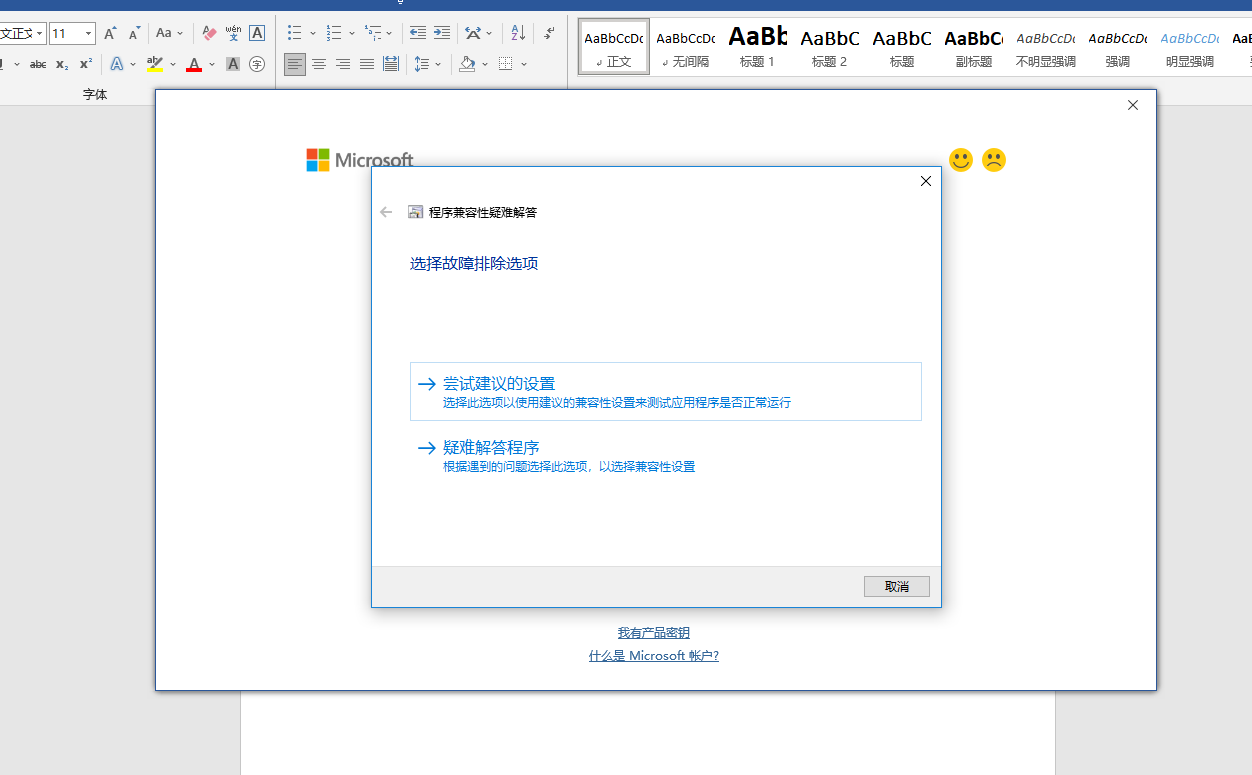 文正文 11 Aa wén 文 A
abc x₂ x² A ab A A 字
字体
AaBbCcDc AaBbCcDc AaBb AaBbC AaBbC AaBbC AaBbCcDc AaBbCcDc AaBbCcDc
正文 无间隔 标题 1 标题 2 标题 副标题 不明显强调 强调 明显强调
Microsoft
程序兼容性疑难解答
选择故障排除选项
尝试建议的设置
选择此选项以使用建议的兼容性设置来测试应用程序是否正常运行
疑难解答程序
根据遇到的问题选择此选项，以选择兼容性设置
取消
我有产品密钥
什么是 Microsoft 帐户?